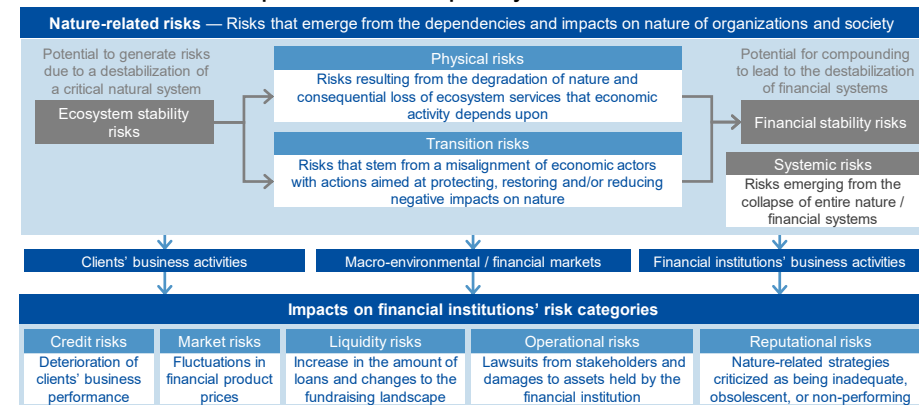 Nature-related risks — Risks that emerge from the dependencies and impacts on nature of organizations and society
Potential to generate risks
due to a destabilization of
a critical natural system
Ecosystem stability
risks
Physical risks
Risks resulting from the degradation of nature and
consequential loss of ecosystem services that economic
activity depends upon
Transition risks
Risks that stem from a misalignment of economic actors
with actions aimed at protecting, restoring and/or reducing
negative impacts on nature
Potential for compounding
to lead to the destabilization
of financial systems
Financial stability risks
Systemic risks
Risks emerging from the
collapse of entire nature /
financial systems
Clients' business activities
Macro-environmental / financial markets
Financial institutions' business activities
Impacts on financial institutions' risk categories
Credit risks
Deterioration of
clients' business
performance
Market risks
Fluctuations in
financial product
prices
Liquidity risks
Increase in the amount of
loans and changes to the
fundraising landscape
Operational risks
Lawsuits from stakeholders and
damages to assets held by the
financial institution
Reputational risks
Nature-related strategies
criticized as being inadequate,
obsolescent, or non-performing